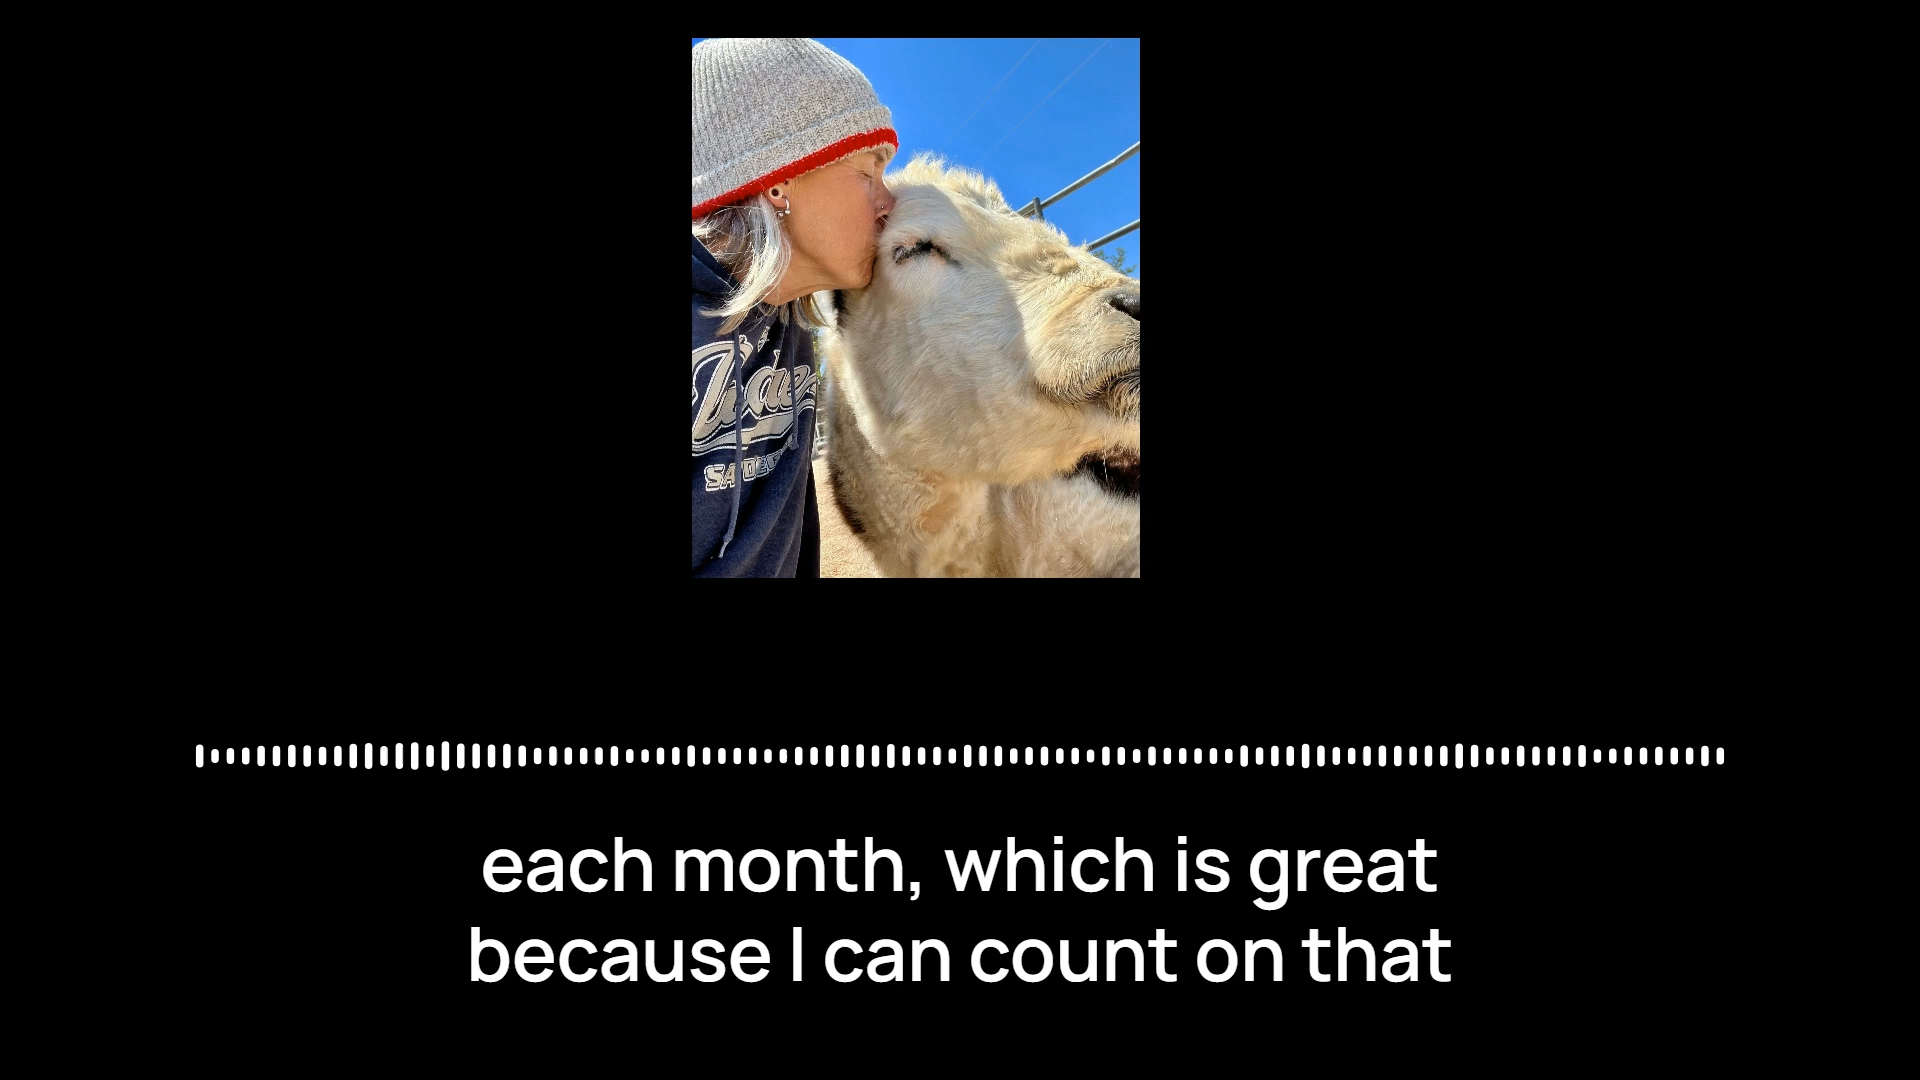 each month, which is great
because I can count on that